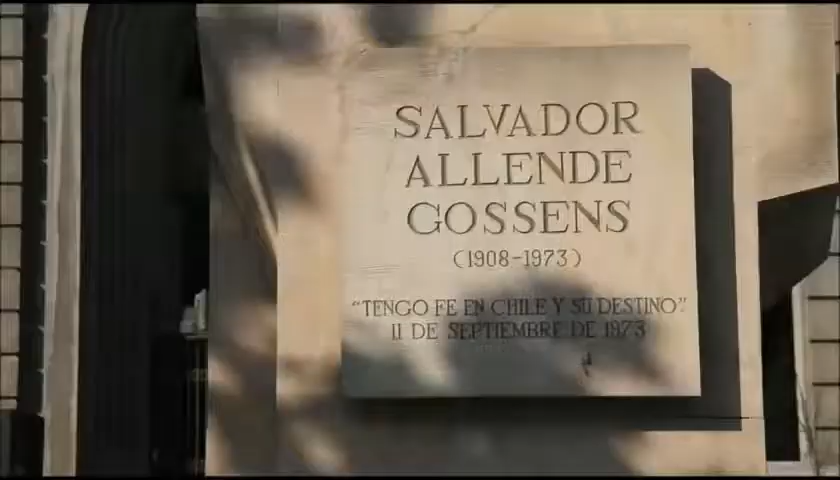 SALVADOR
ALLENDE
GOSSENS
(1908-1973)
"TENGO FE EN CHILE Y SU DESTINO"
11 DE SEPTIEMBRE DE 1973